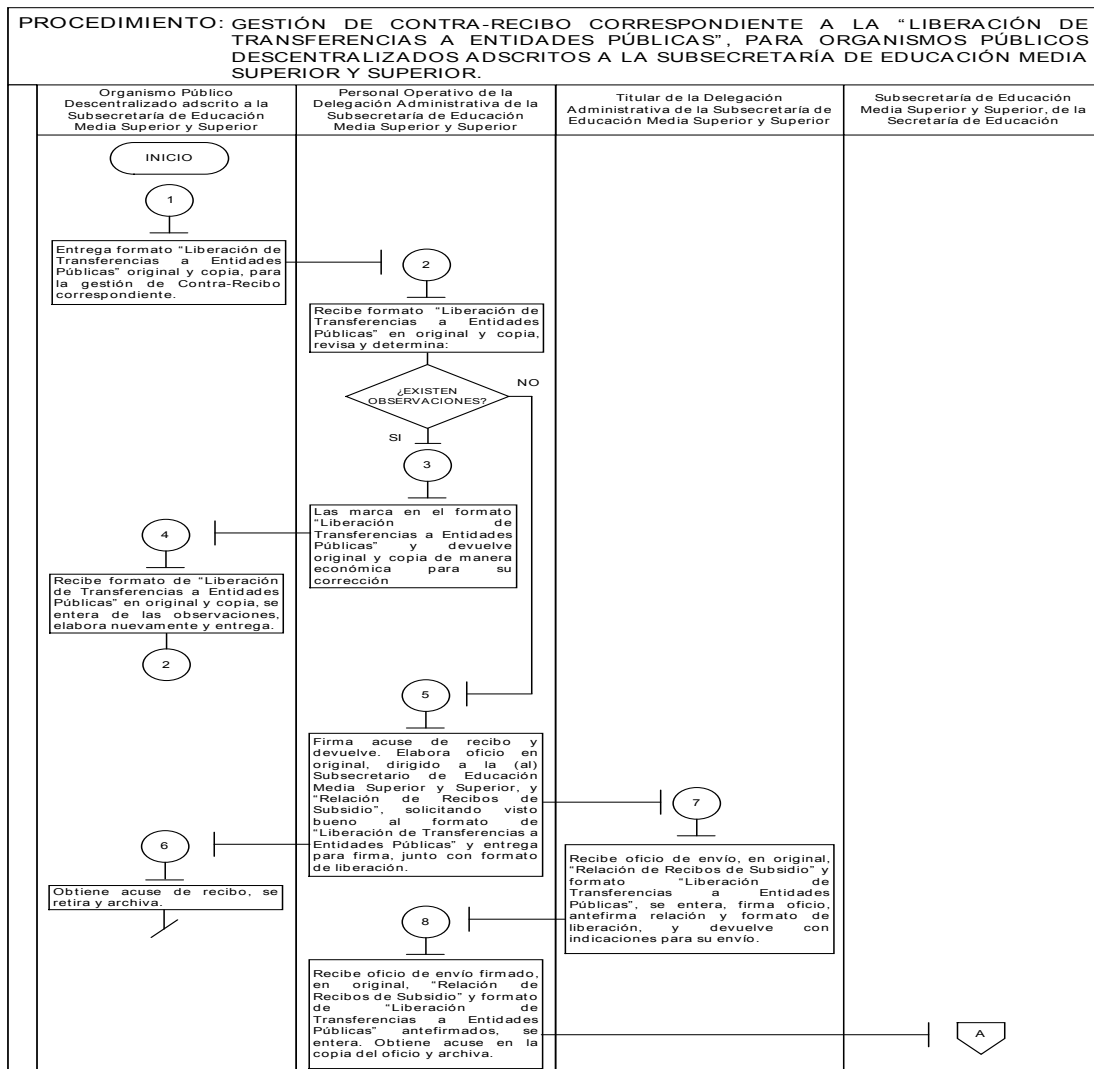 PROCEDIMIENTO: GESTIÓN DE CONTRA-RECIBO CORRESPONDIENTE A LA “LIBERACIÓN DE
TRANSFERENCIAS A ENTIDADES PÚBLICAS”, PARA ORGANISMOS PÚBLICOS
DESCENTRALIZADOS ADSCRITOS A LA SUBSECRETARÍA DE EDUCACIÓN MEDIA
SUPERIOR Y SUPERIOR.
Organismo Público
Descentralizado adscrito a la
Subsecretaría de Educación
Media Superior y Superior
Personal Operativo de la
Delegación Administrativa de la
Subsecretaría de Educación
Media Superior y Superior
Titular de la Delegación
Administrativa de la Subsecretaría de
Educación Media Superior y Superior
Subsecretaría de Educación
Media Superior y Superior, de la
Secretaría de Educación
INICIO
1
Entrega formato “Liberación de
Transferencias a Entidades
Públicas” original y copia, para
la gestión de Contra-Recibo
correspondiente.
2
Recibe formato “Liberación de
Transferencias a Entidades
Públicas” en original y copia,
revisa y determina:
¿EXISTEN
OBSERVACIONES?
NO
SI
3
Las marca en el formato
“Liberación de
Transferencias a Entidades
Públicas” y devuelve
original y copia de manera
económica para su
corrección
4
Recibe formato de “Liberación
de Transferencias a Entidades
Públicas” en original y copia, se
entera de las observaciones,
elabora nuevamente y entrega.
2
5
Firma acuse de recibo y
devuelve. Elabora oficio en
original, dirigido a la (al)
Subsecretario de Educación
Media Superior y Superior, y
“Relación de Recibos de
Subsidio”, solicitando visto
bueno al formato de
“Liberación de Transferencias a
Entidades Públicas” y entrega
para firma, junto con formato
de liberación.
6
Obtiene acuse de recibo, se
retira y archiva.
7
Recibe oficio de envío, en original,
“Relación de Recibos de Subsidio” y
formato “Liberación de
Transferencias a Entidades
Públicas”, se entera, firma oficio,
antefirma relación y formato de
liberación, y devuelve con
indicaciones para su envío.
8
Recibe oficio de envío firmado,
en original, “Relación de
Recibos de Subsidio” y formato
de “Liberación de
Transferencias a Entidades
Públicas” antefirmados, se
entera. Obtiene acuse en la
copia del oficio y archiva.
A